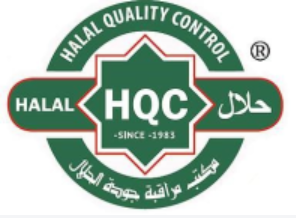 HALAL QUALITY CONTROL
®
HALAL
HQC
حلال
-SINCE -1983
مكتب مراقبة جودة الحلال